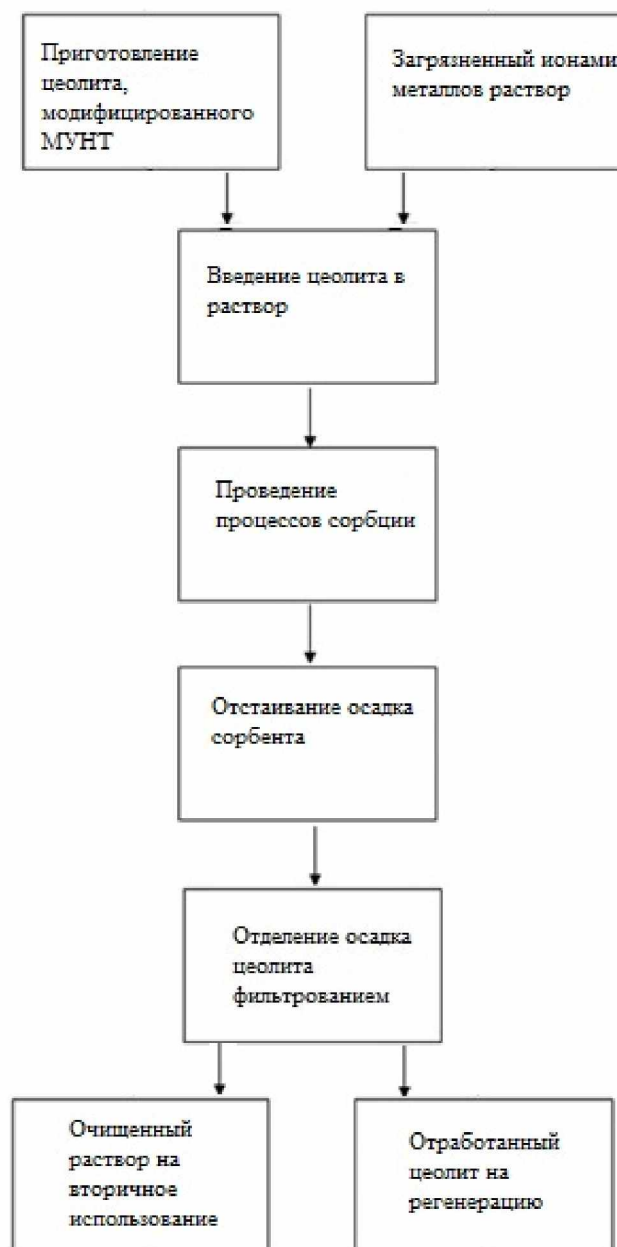 Приготовление
цеолита,
модифицированного
МУНТ
Загрязненный ионами
металлов раствор
Введение цеолита в
раствор
Проведение
процессов сорбции
Отстаивание осадка
сорбента
Отделение осадка
цеолита
фильтрованием
Очищенный
раствор на
вторичное
использование
Отработанный
цеолит на
регенерацию